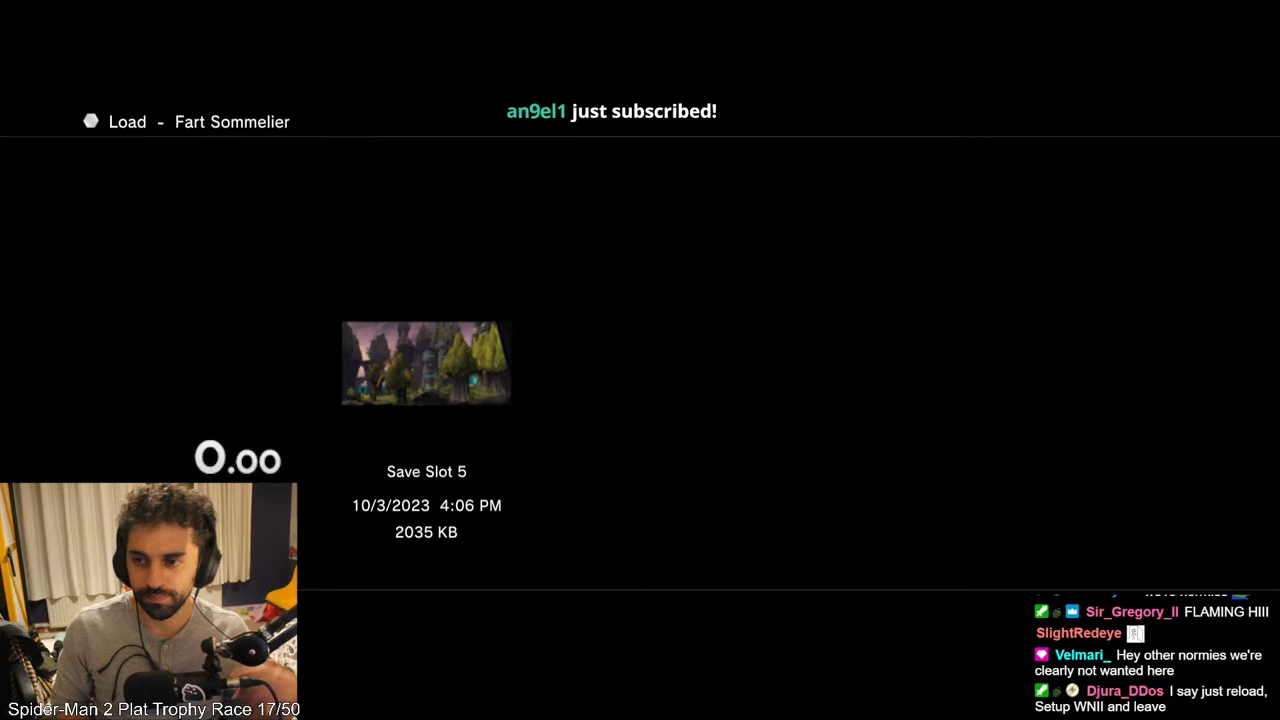 an9el1 just subscribed!
Load - Fart Sommelier
0.00
Save Slot 5
10/3/2023 4:06 PM
2035 KB
Sir_Gregory_II FLAMING HIII
SlightRedeye
Velmari_ Hey other normies we're
clearly not wanted here
Djura_DDos I say just reload,
Setup WNII and leave
Spider-Man 2 Plat Trophy Race 17/50